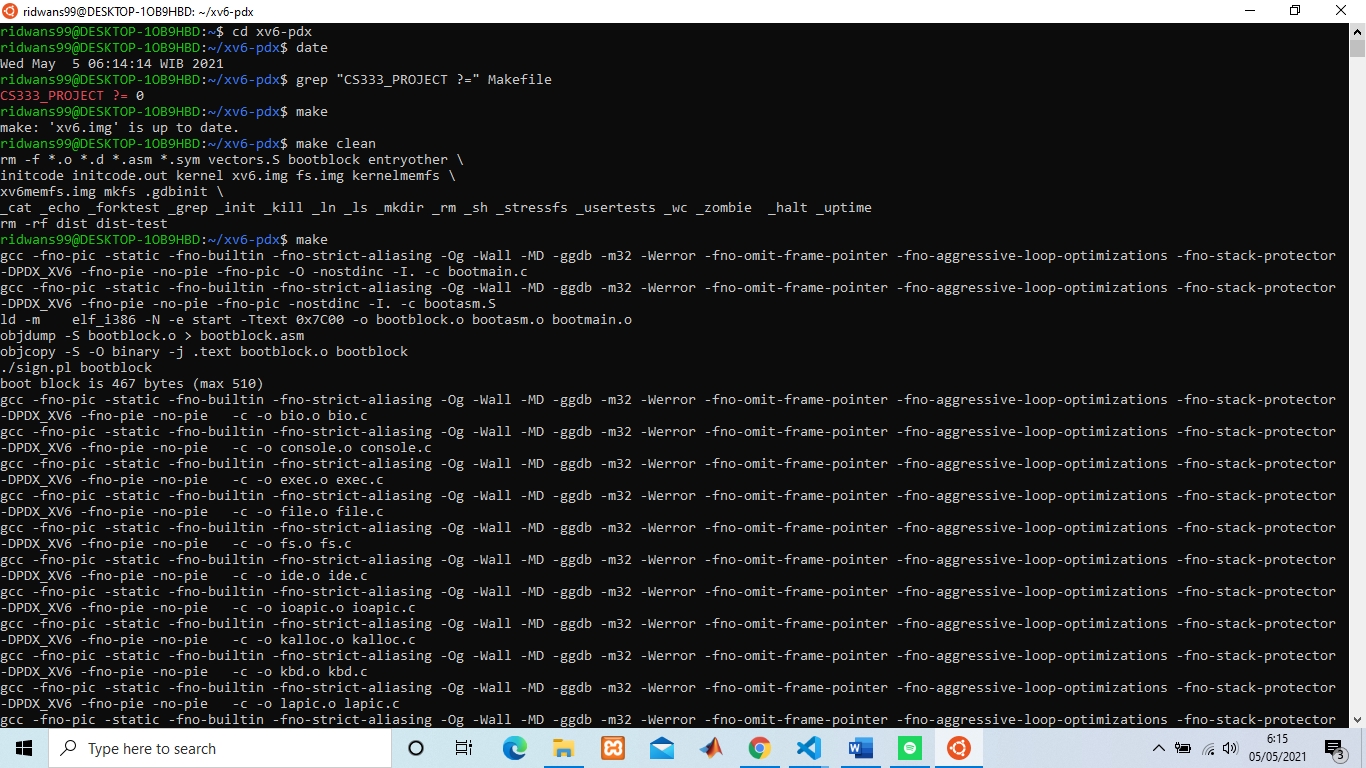 ridwans99@DESKTOP-1OB9HBD: ~/xv6-pdx
ridwans99@DESKTOP-1OB9HBD:~$ cd xv6-pdx
ridwans99@DESKTOP-1OB9HBD:~/xv6-pdx$ date
Wed May  5 06:14:14 WIB 2021
ridwans99@DESKTOP-1OB9HBD:~/xv6-pdx$ grep "CS333_PROJECT ?=" Makefile
CS333_PROJECT ?= 0
ridwans99@DESKTOP-1OB9HBD:~/xv6-pdx$ make
make: 'xv6.img' is up to date.
ridwans99@DESKTOP-1OB9HBD:~/xv6-pdx$ make clean
rm -f *.o *.d *.asm *.sym vectors.S bootblock entryother \
initcode initcode.out kernel xv6.img fs.img kernelmemfs \
xv6memfs.img mkfs .gdbinit \
_cat _echo _forktest _grep _init _kill _ln _ls _mkdir _rm _sh _stressfs _usertests _wc _zombie  _halt _uptime
rm -rf dist dist-test
ridwans99@DESKTOP-1OB9HBD:~/xv6-pdx$ make
gcc -fno-pic -static -fno-builtin -fno-strict-aliasing -Og -Wall -MD -ggdb -m32 -Werror -fno-omit-frame-pointer -fno-aggressive-loop-optimizations -fno-stack-protector
-DPDX_XV6 -fno-pie -no-pie -fno-pic -O -nostdinc -I. -c bootmain.c
gcc -fno-pic -static -fno-builtin -fno-strict-aliasing -Og -Wall -MD -ggdb -m32 -Werror -fno-omit-frame-pointer -fno-aggressive-loop-optimizations -fno-stack-protector
-DPDX_XV6 -fno-pie -no-pie -fno-pic -nostdinc -I. -c bootasm.S
ld -m    elf_i386 -N -e start -Ttext 0x7C00 -o bootblock.o bootasm.o bootmain.o
objdump -S bootblock.o > bootblock.asm
objcopy -S -O binary -j .text bootblock.o bootblock
./sign.pl bootblock
boot block is 467 bytes (max 510)
gcc -fno-pic -static -fno-builtin -fno-strict-aliasing -Og -Wall -MD -ggdb -m32 -Werror -fno-omit-frame-pointer -fno-aggressive-loop-optimizations -fno-stack-protector
-DPDX_XV6 -fno-pie -no-pie   -c -o bio.o bio.c
gcc -fno-pic -static -fno-builtin -fno-strict-aliasing -Og -Wall -MD -ggdb -m32 -Werror -fno-omit-frame-pointer -fno-aggressive-loop-optimizations -fno-stack-protector
-DPDX_XV6 -fno-pie -no-pie   -c -o console.o console.c
gcc -fno-pic -static -fno-builtin -fno-strict-aliasing -Og -Wall -MD -ggdb -m32 -Werror -fno-omit-frame-pointer -fno-aggressive-loop-optimizations -fno-stack-protector
-DPDX_XV6 -fno-pie -no-pie   -c -o exec.o exec.c
gcc -fno-pic -static -fno-builtin -fno-strict-aliasing -Og -Wall -MD -ggdb -m32 -Werror -fno-omit-frame-pointer -fno-aggressive-loop-optimizations -fno-stack-protector
-DPDX_XV6 -fno-pie -no-pie   -c -o file.o file.c
gcc -fno-pic -static -fno-builtin -fno-strict-aliasing -Og -Wall -MD -ggdb -m32 -Werror -fno-omit-frame-pointer -fno-aggressive-loop-optimizations -fno-stack-protector
-DPDX_XV6 -fno-pie -no-pie   -c -o fs.o fs.c
gcc -fno-pic -static -fno-builtin -fno-strict-aliasing -Og -Wall -MD -ggdb -m32 -Werror -fno-omit-frame-pointer -fno-aggressive-loop-optimizations -fno-stack-protector
-DPDX_XV6 -fno-pie -no-pie   -c -o ide.o ide.c
gcc -fno-pic -static -fno-builtin -fno-strict-aliasing -Og -Wall -MD -ggdb -m32 -Werror -fno-omit-frame-pointer -fno-aggressive-loop-optimizations -fno-stack-protector
-DPDX_XV6 -fno-pie -no-pie   -c -o ioapic.o ioapic.c
gcc -fno-pic -static -fno-builtin -fno-strict-aliasing -Og -Wall -MD -ggdb -m32 -Werror -fno-omit-frame-pointer -fno-aggressive-loop-optimizations -fno-stack-protector
-DPDX_XV6 -fno-pie -no-pie   -c -o kalloc.o kalloc.c
gcc -fno-pic -static -fno-builtin -fno-strict-aliasing -Og -Wall -MD -ggdb -m32 -Werror -fno-omit-frame-pointer -fno-aggressive-loop-optimizations -fno-stack-protector
-DPDX_XV6 -fno-pie -no-pie   -c -o kbd.o kbd.c
gcc -fno-pic -static -fno-builtin -fno-strict-aliasing -Og -Wall -MD -ggdb -m32 -Werror -fno-omit-frame-pointer -fno-aggressive-loop-optimizations -fno-stack-protector
-DPDX_XV6 -fno-pie -no-pie   -c -o lapic.o lapic.c
gcc -fno-pic -static -fno-builtin -fno-strict-aliasing -Og -Wall -MD -ggdb -m32 -Werror -fno-omit-frame-pointer -fno-aggressive-loop-optimizations -fno-stack-protector
Type here to search
6:15
05/05/2021
3